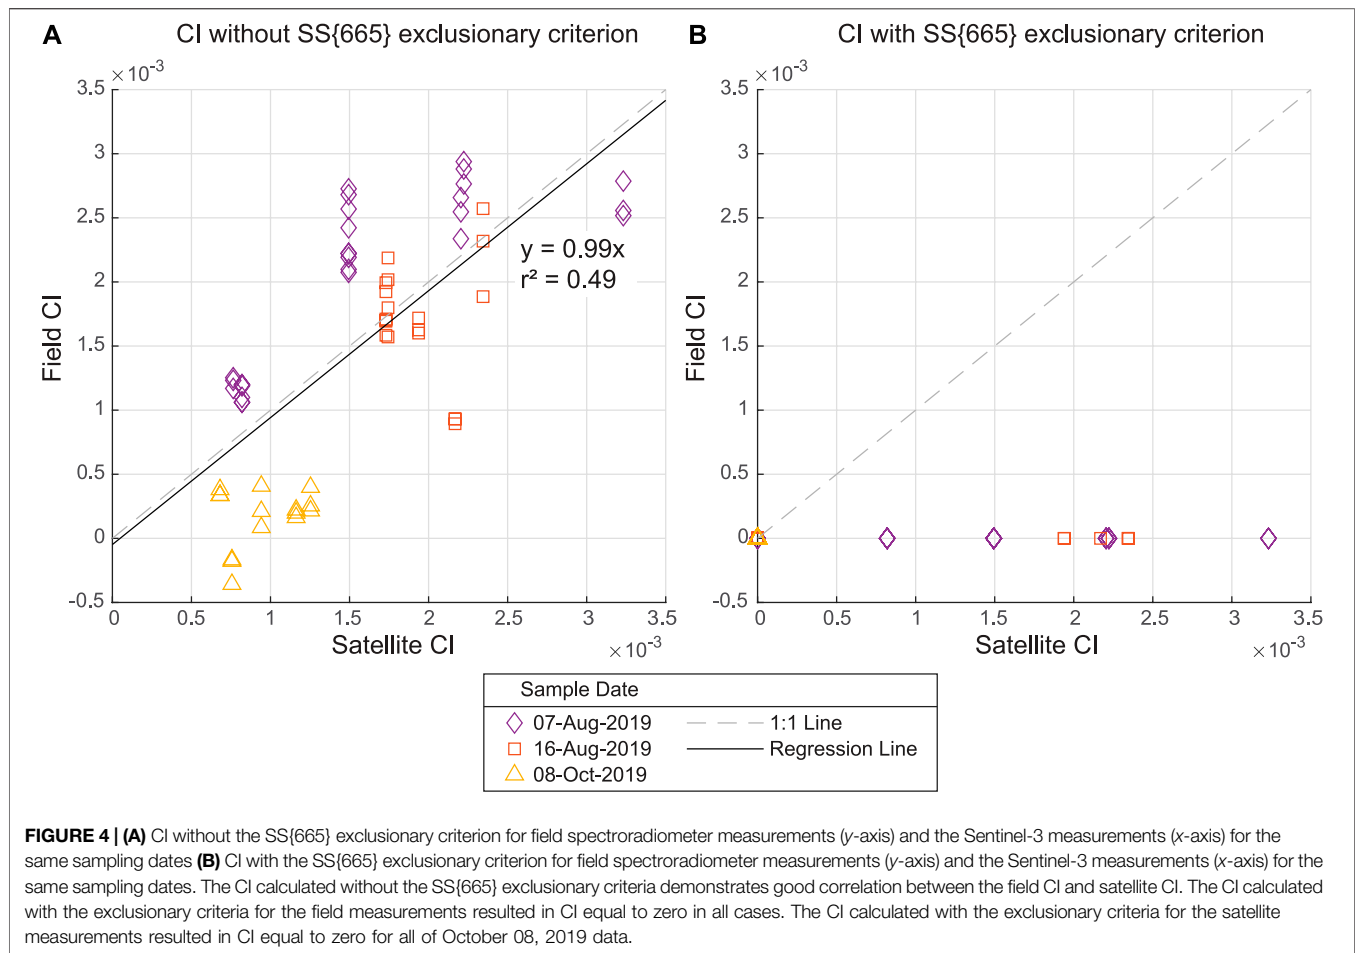 A CI without SS{665} exclusionary criterion
×10⁻³
3.5
3
2.5
2
1.5
1
0.5
0
-0.5
Field CI
y = 0.99x
r² = 0.49
0 0.5 1 1.5 2 2.5 3 3.5
Satellite CI
×10⁻³
B CI with SS{665} exclusionary criterion
×10⁻³
3.5
3
2.5
2
1.5
1
0.5
0
-0.5
Field CI
0 0.5 1 1.5 2 2.5 3 3.5
Satellite CI
×10⁻³
Sample Date
07-Aug-2019 1:1 Line
16-Aug-2019 Regression Line
08-Oct-2019
FIGURE 4 | (A) CI without the SS{665} exclusionary criterion for field spectroradiometer measurements (y-axis) and the Sentinel-3 measurements (x-axis) for the
same sampling dates (B) CI with the SS{665} exclusionary criterion for field spectroradiometer measurements (y-axis) and the Sentinel-3 measurements (x-axis) for the
same sampling dates. The CI calculated without the SS{665} exclusionary criteria demonstrates good correlation between the field CI and satellite CI. The CI calculated
with the exclusionary criteria for the field measurements resulted in CI equal to zero in all cases. The CI calculated with the exclusionary criteria for the satellite
measurements resulted in CI equal to zero for all of October 08, 2019 data.